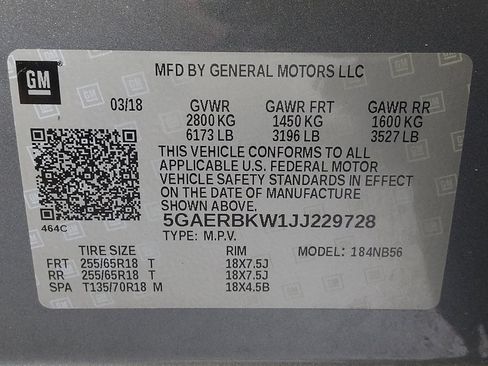 GM
MFD BY GENERAL MOTORS LLC
03/18 GVWR GAWR FRT GAWR RR
2800 KG 1450 KG 1600 KG
6173 LB 3196 LB 3527 LB
THIS VEHICLE CONFORMS TO ALL
APPLICABLE U.S. FEDERAL MOTOR
VEHICLE SAFETY STANDARDS IN EFFECT
ON THE DATE OF MANUFACTURE
SHOWN ABOVE.
464C 5GAERBKW1JJ229728
TYPE: M.P.V. MODEL: 184NB56
TIRE SIZE RIM
FRT 255/65R18 T 18X7.5J
RR 255/65R18 T 18X7.5J
SPA T135/70R18 M 18X4.5B